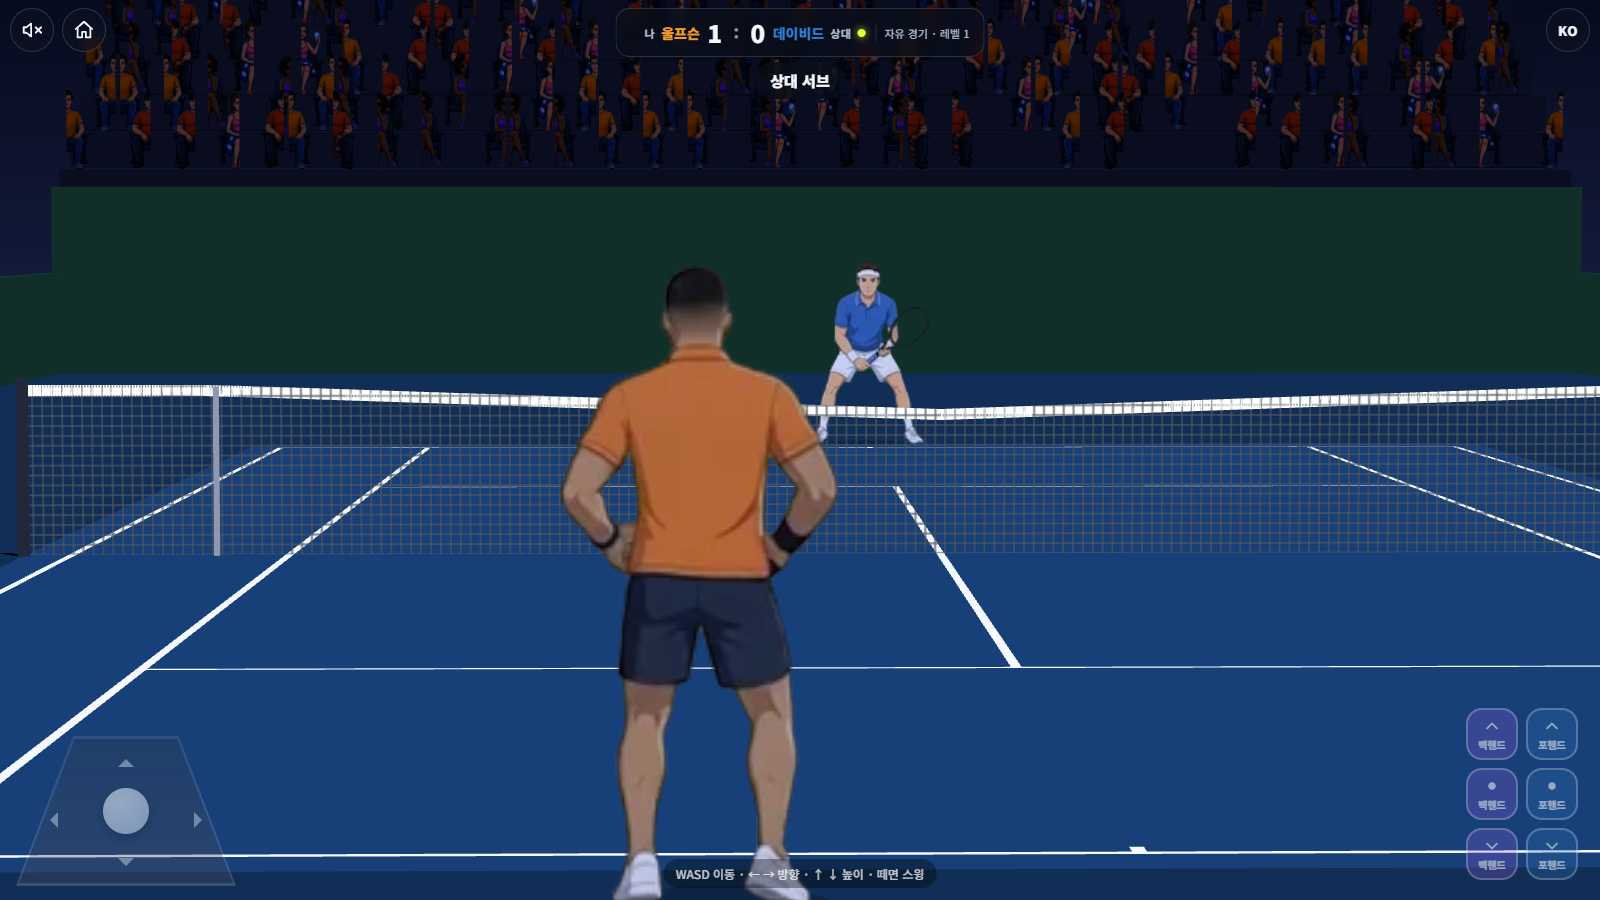 나 울프슨 1 : 0 데이비드 상대 자유 경기 · 레벨 1
KO
상대 서브
백핸드 포핸드
백핸드 포핸드
백핸드 포핸드
WASD 이동 · ←→ 방향 · ↑ ↓ 높이 · 떼면 스윙